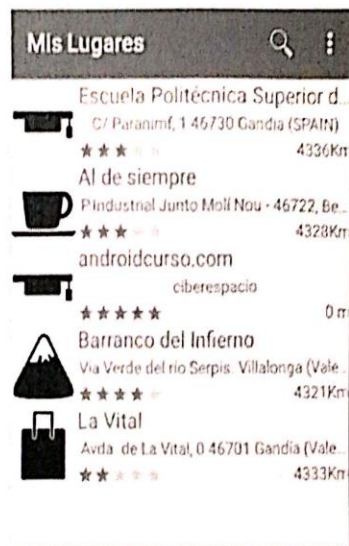 Mis Lugares
Escuela Politécnica Superior d...
C/ Paranimf, 1 46730 Gandia (SPAIN)
4336Km
Al de siempre
P.Industrial Junto Molí Nou - 46722, Be...
4328Km
androidcurso.com
ciberespacio
0 m
Barranco del Infierno
Vía Verde del río Serpis. Villalonga (Vale...
4321Km
La Vital
Avda. de La Vital, 0 46701 Gandía (Vale...
4333Km